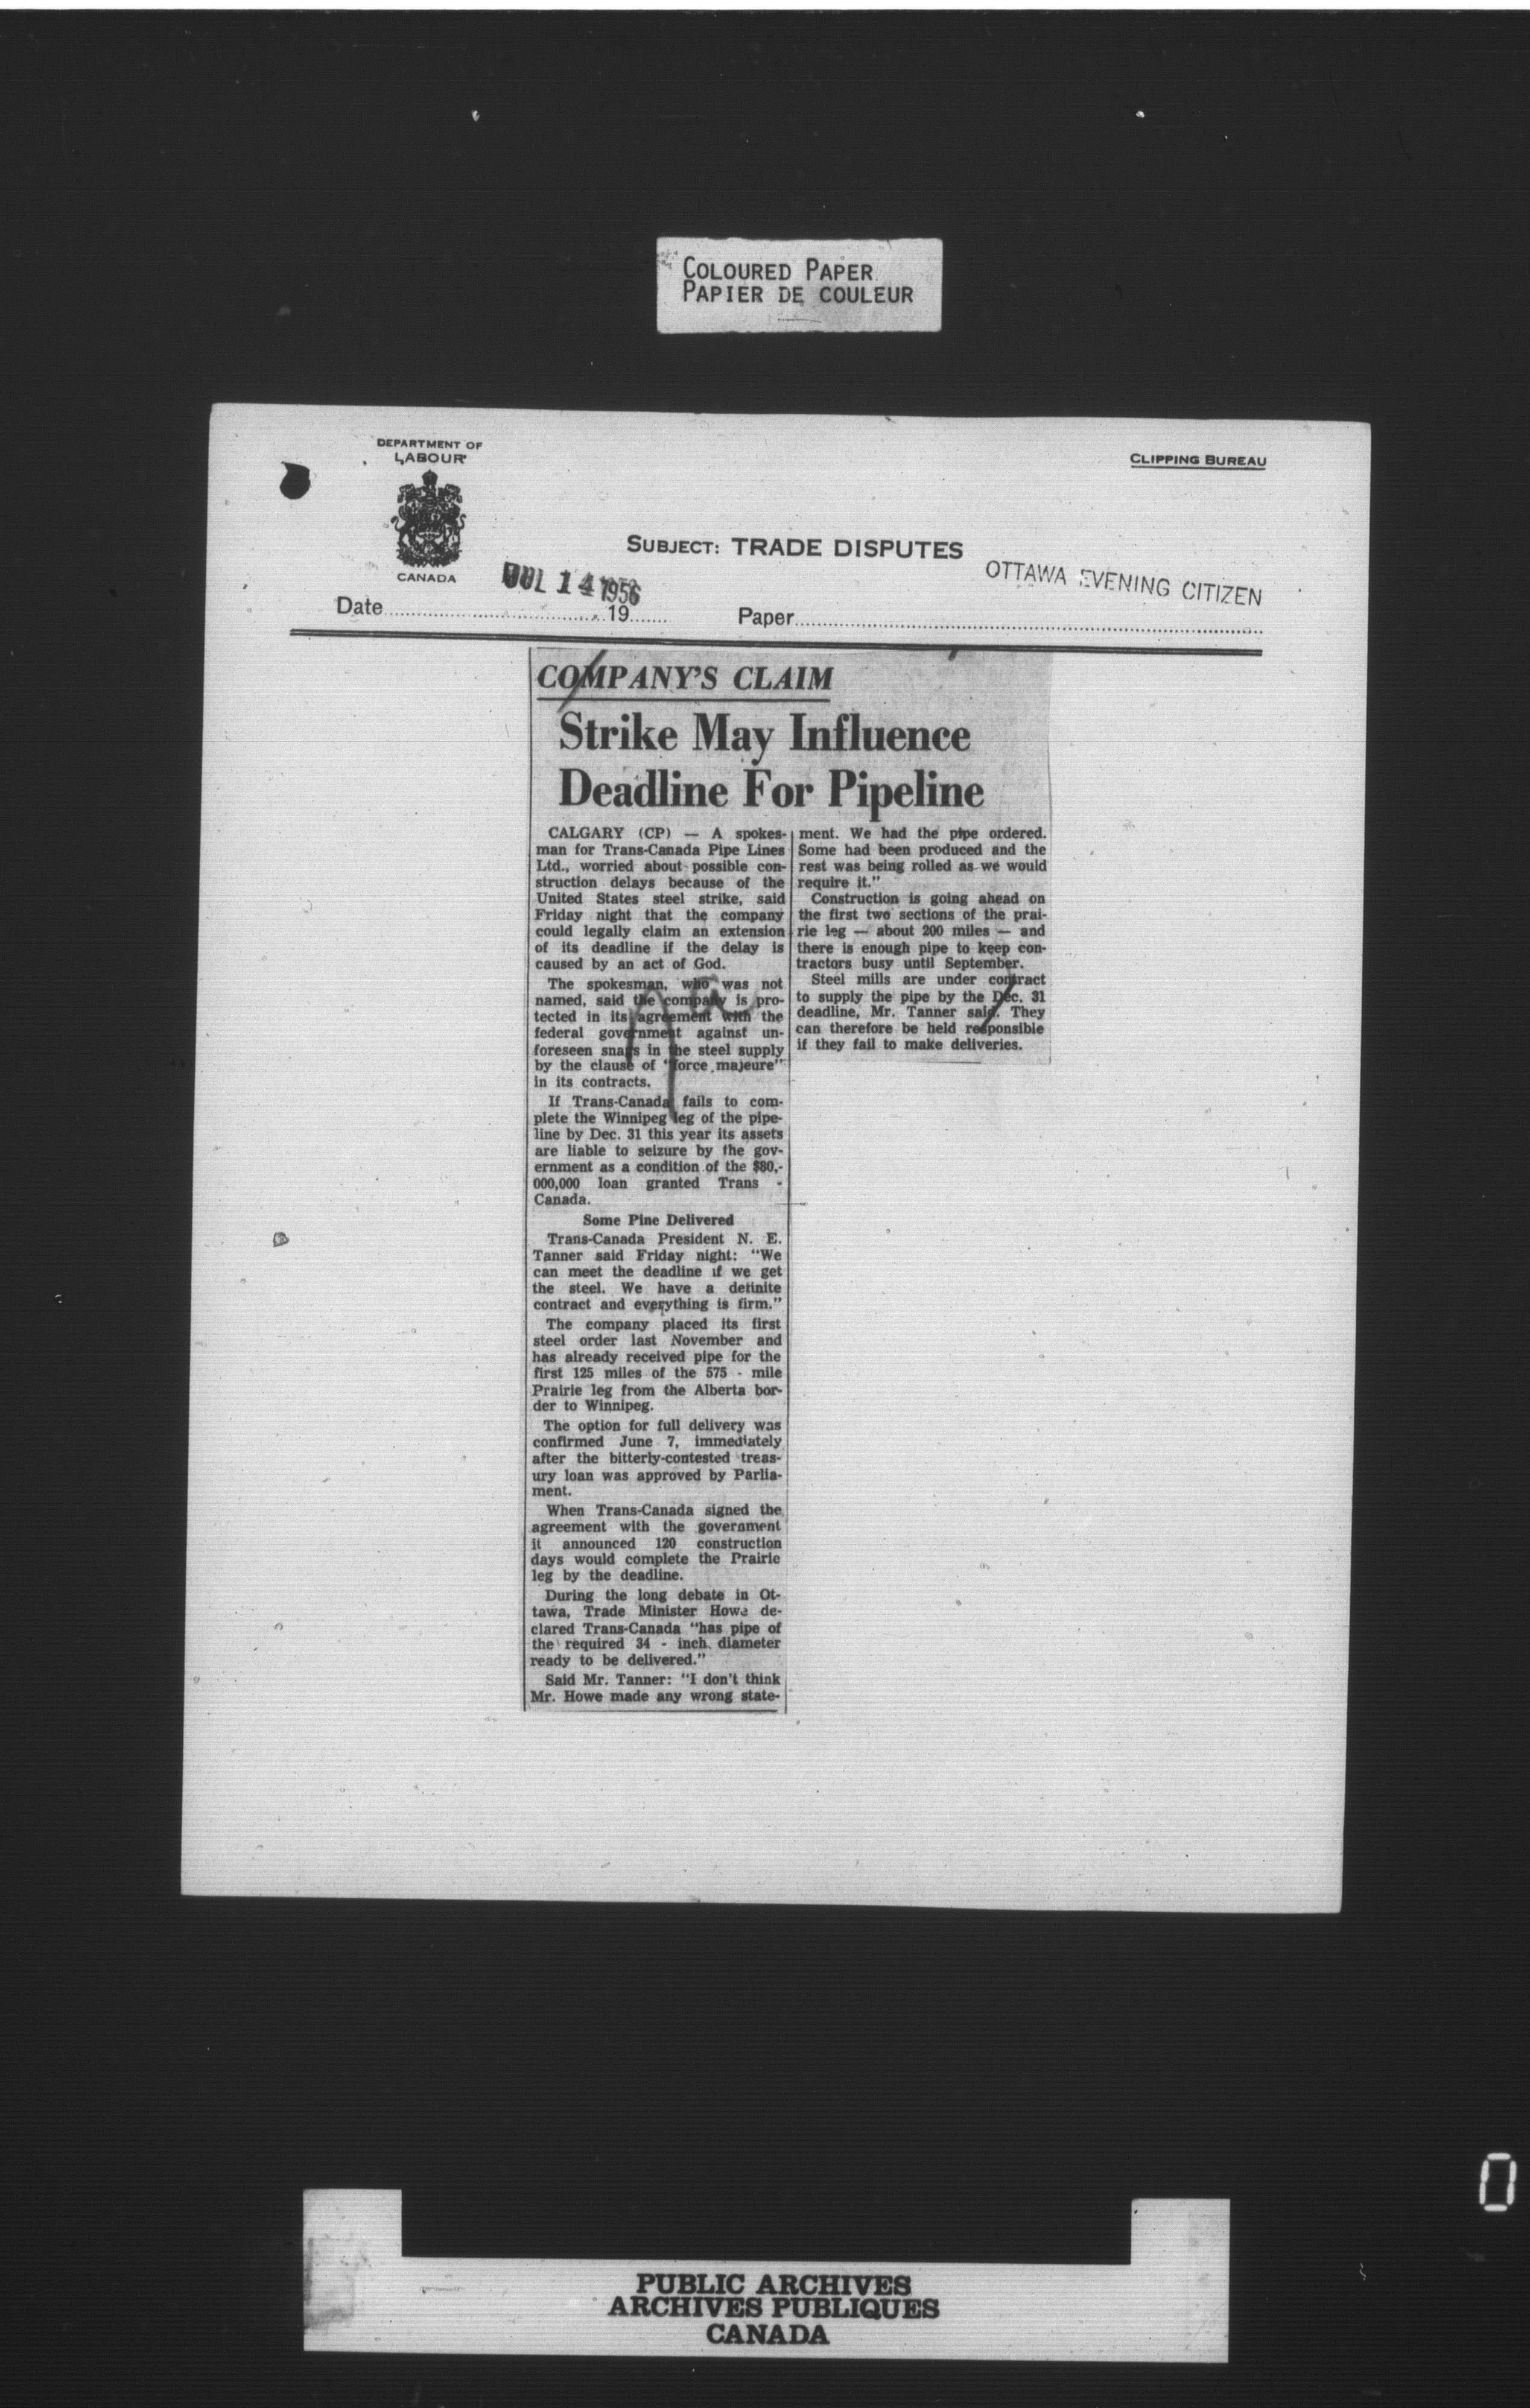 COLOURED PAPER
PAPIER DE COULEUR
DEPARTMENT OF
LABOUR
CANADA
CLIPPING BUREAU
SUBJECT: TRADE DISPUTES
JUL 14 1956
OTTAWA EVENING CITIZEN
Date 19 Paper
COMPANY'S CLAIM
Strike May Influence
Deadline For Pipeline
CALGARY (CP) — A spokes-
man for Trans-Canada Pipe Lines
Ltd., worried about possible con-
struction delays because of the
United States steel strike, said
Friday night that the company
could legally claim an extension
of its deadline if the delay is
caused by an act of God.
The spokesman, who was not
named, said the company is pro-
tected in its agreement with the
federal government against un-
foreseen snags in the steel supply
by the clause of "force majeure"
in its contracts.
If Trans-Canada fails to com-
plete the Winnipeg leg of the pipe-
line by Dec. 31 this year its assets
are liable to seizure by the gov-
ernment as a condition of the $80,-
000,000 loan granted Trans -
Canada.
Some Pine Delivered
Trans-Canada President N. E.
Tanner said Friday night: "We
can meet the deadline if we get
the steel. We have a definite
contract and everything is firm."
The company placed its first
steel order last November and
has already received pipe for the
first 125 miles of the 575 - mile
Prairie leg from the Alberta bor-
der to Winnipeg.
The option for full delivery was
confirmed June 7, immediately
after the bitterly-contested treas-
ury loan was approved by Parlia-
ment.
When Trans-Canada signed the
agreement with the government
it announced 120 construction
days would complete the Prairie
leg by the deadline.
During the long debate in Ot-
tawa, Trade Minister Howe de-
clared Trans-Canada "has pipe of
the required 34 - inch diameter
ready to be delivered."
Said Mr. Tanner: "I don't think
Mr. Howe made any wrong state-
ment. We had the pipe ordered.
Some had been produced and the
rest was being rolled as we would
require it."
Construction is going ahead on
the first two sections of the prai-
rie leg — about 200 miles — and
there is enough pipe to keep con-
tractors busy until September.
Steel mills are under contract
to supply the pipe by the Dec. 31
deadline, Mr. Tanner said. They
can therefore be held responsible
if they fail to make deliveries.
0
PUBLIC ARCHIVES
ARCHIVES PUBLIQUES
CANADA